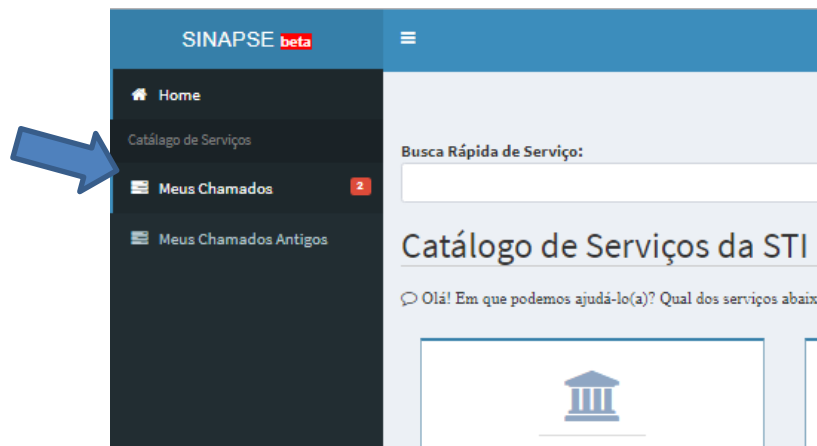 SINAPSE beta
Home
Catálago de Serviços
Meus Chamados 2
Meus Chamados Antigos
Busca Rápida de Serviço:
Catálogo de Serviços da STI
Olá! Em que podemos ajudá-lo(a)? Qual dos serviços abaix